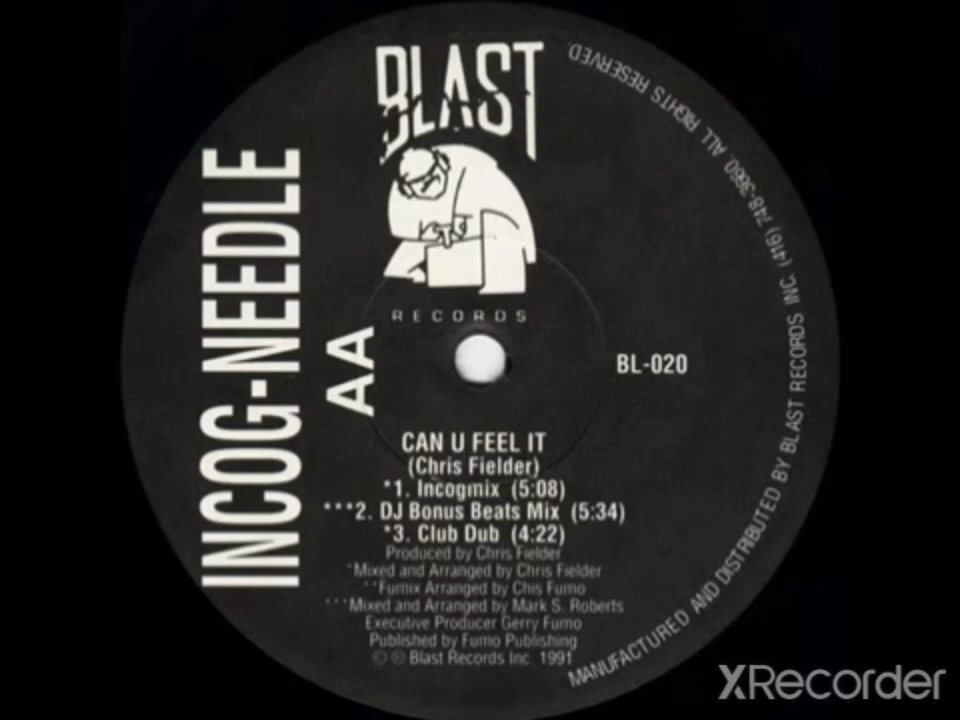 BLAST
RECORDS
INCOG-NEEDLE
AA
BL-020
CAN U FEEL IT
(Chris Fielder)
*1. Incogmix (5:08)
***2. DJ Bonus Beats Mix (5:34)
*3. Club Dub (4:22)
Produced by Chris Fielder
*Mixed and Arranged by Chris Fielder
**Fumix Arranged by Chis Fumo
***Mixed and Arranged by Mark S. Roberts
Executive Producer Gerry Fumo
Published by Fumo Publishing
© ℗ Blast Records Inc. 1991
MANUFACTURED AND DISTRIBUTED BY BLAST RECORDS INC. (416) 748-3660. ALL RIGHTS RESERVED.
XRecorder